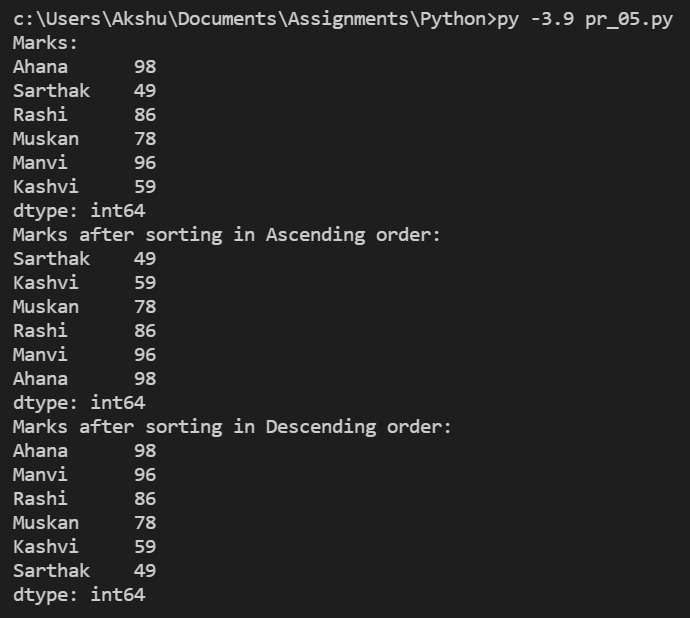 c:\Users\Akshu\Documents\Assignments\Python>py -3.9 pr_05.py
Marks:
Ahana      98
Sarthak    49
Rashi      86
Muskan     78
Manvi      96
Kashvi     59
dtype: int64
Marks after sorting in Ascending order:
Sarthak    49
Kashvi     59
Muskan     78
Rashi      86
Manvi      96
Ahana      98
dtype: int64
Marks after sorting in Descending order:
Ahana      98
Manvi      96
Rashi      86
Muskan     78
Kashvi     59
Sarthak    49
dtype: int64